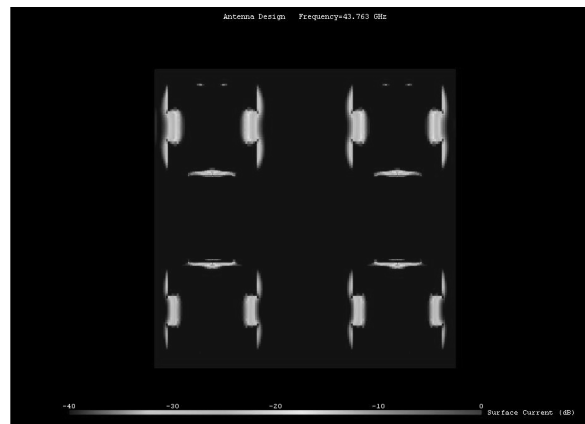 Antenna Design Frequency=43.763 GHz
-40 -30 -20 -10 0 Surface Current (dB)